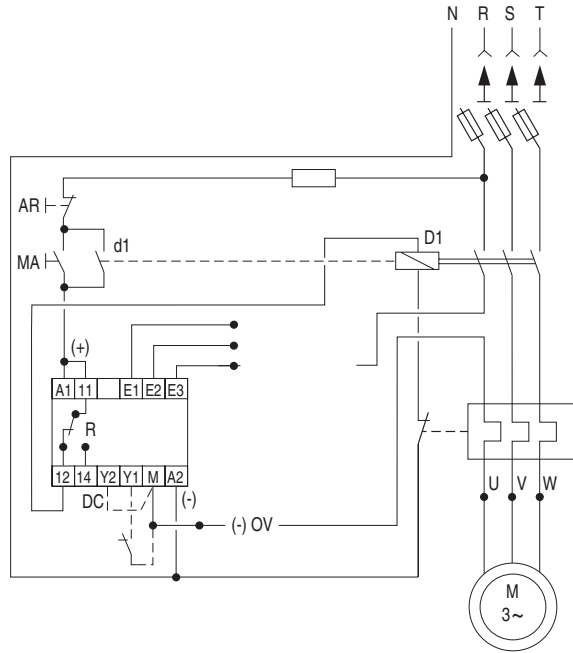 N R S T
AR
d1
D1
MA
(+)
A1 11 E1 E2 E3
R
12 14 Y2 Y1 M A2
DC
(-)
(-) OV
U V W
M
3~